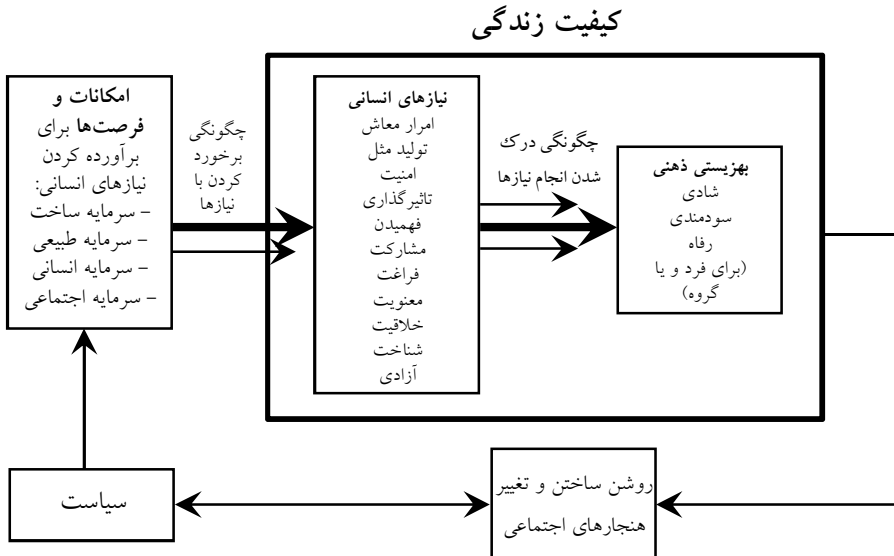 کیفیت زندگی
امکانات و
فرصت‌ها برای
برآورده کردن
نیازهای انسانی:
- سرمایه ساخت
- سرمایه طبیعی
- سرمایه انسانی
- سرمایه اجتماعی
چگونگی
برخورد
کردن با
نیازها
نیازهای انسانی
امرار معاش
تولید مثل
امنیت
تاثیرگذاری
فهمیدن
مشارکت
فراغت
معنویت
خلاقیت
شناخت
آزادی
چگونگی درک
شدن انجام نیازها
بهزیستی ذهنی
شادی
سودمندی
رفاه
(برای فرد و یا
گروه)
سیاست
روشن ساختن و تغییر
هنجارهای اجتماعی